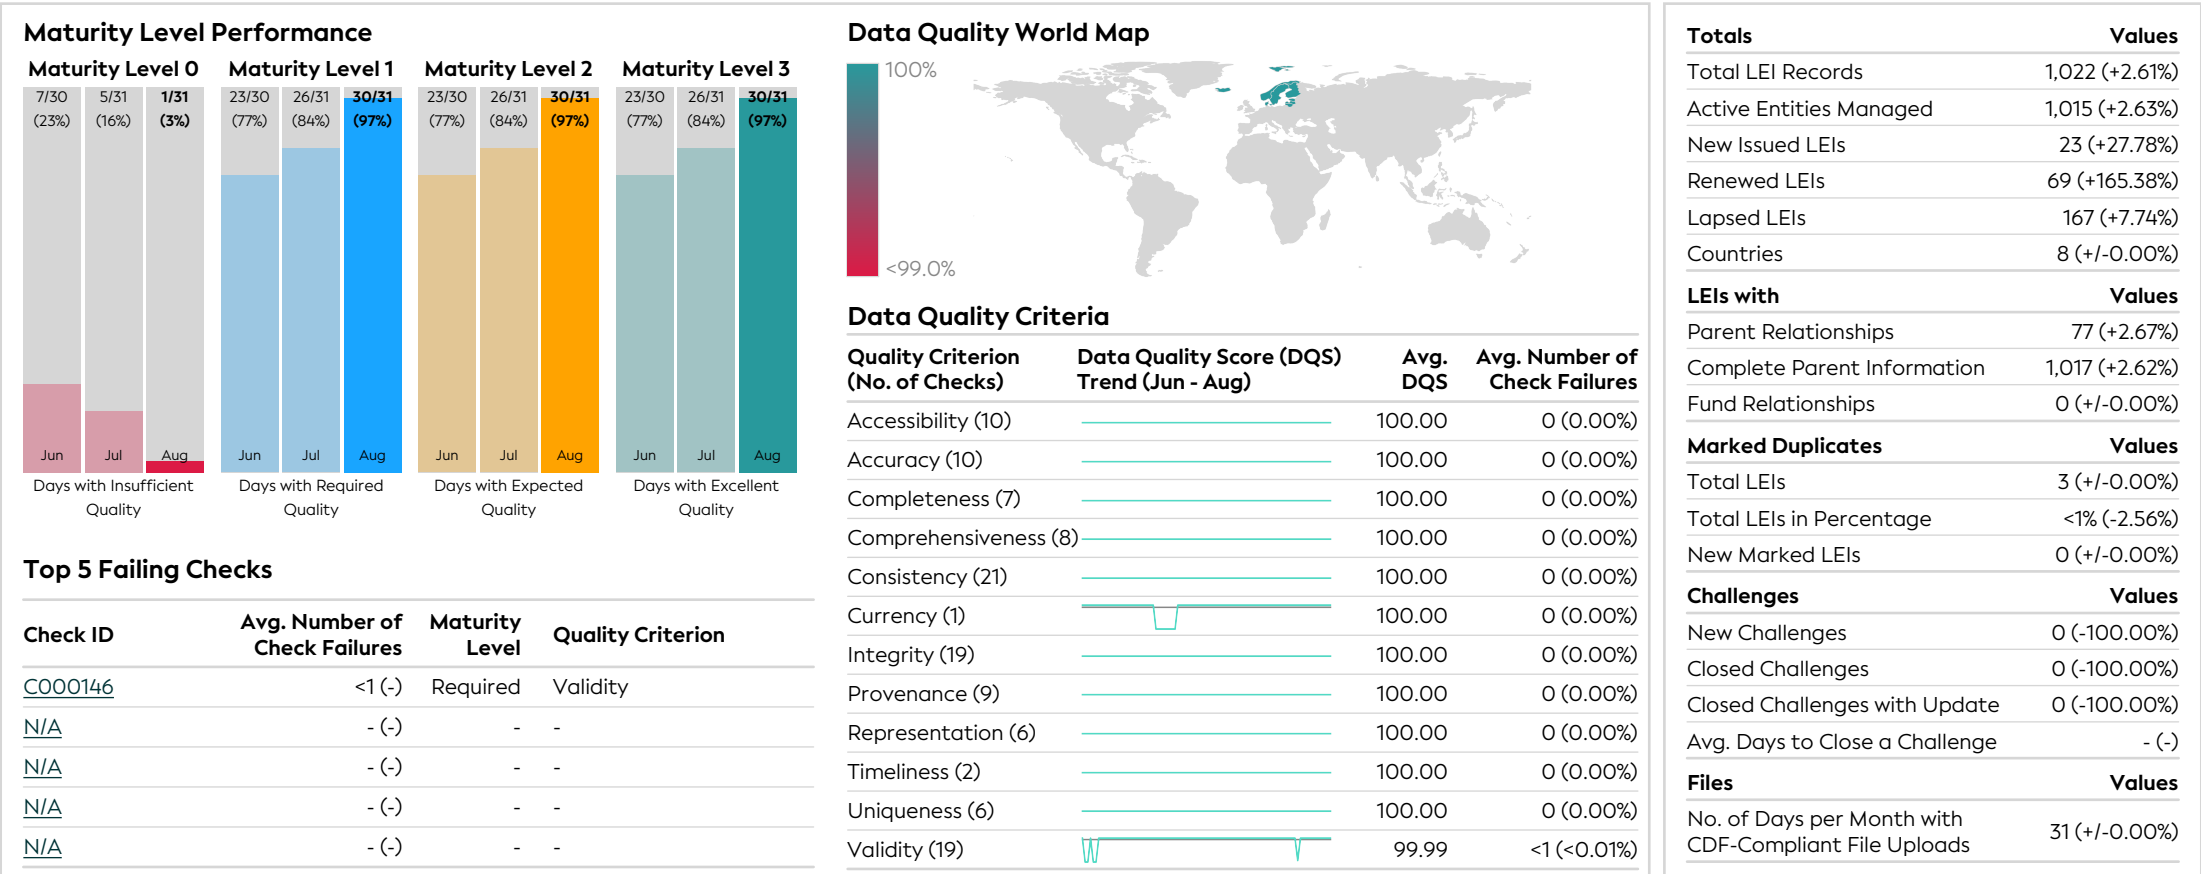 Maturity Level Performance
Maturity Level 0 Maturity Level 1 Maturity Level 2 Maturity Level 3
7/30 5/31 1/31 23/30 26/31 30/31 23/30 26/31 30/31 23/30 26/31 30/31
(23%) (16%) (3%) (77%) (84%) (97%) (77%) (84%) (97%) (77%) (84%) (97%)
Jun Jul Aug Jun Jul Aug Jun Jul Aug Jun Jul Aug
Days with Insufficient Days with Required Days with Expected Days with Excellent
Quality Quality Quality Quality
Top 5 Failing Checks
Check ID Avg. Number of Check Failures Maturity Level Quality Criterion
C000146 <1 (-) Required Validity
N/A - (-) - -
N/A - (-) - -
N/A - (-) - -
N/A - (-) - -
Data Quality World Map
100%
<99.0%
Data Quality Criteria
Quality Criterion Data Quality Score (DQS) Avg. Avg. Number of
(No. of Checks) Trend (Jun - Aug) DQS Check Failures
Accessibility (10) 100.00 0 (0.00%)
Accuracy (10) 100.00 0 (0.00%)
Completeness (7) 100.00 0 (0.00%)
Comprehensiveness (8) 100.00 0 (0.00%)
Consistency (21) 100.00 0 (0.00%)
Currency (1) 100.00 0 (0.00%)
Integrity (19) 100.00 0 (0.00%)
Provenance (9) 100.00 0 (0.00%)
Representation (6) 100.00 0 (0.00%)
Timeliness (2) 100.00 0 (0.00%)
Uniqueness (6) 100.00 0 (0.00%)
Validity (19) 99.99 <1 (<0.01%)
Totals Values
Total LEI Records 1,022 (+2.61%)
Active Entities Managed 1,015 (+2.63%)
New Issued LEIs 23 (+27.78%)
Renewed LEIs 69 (+165.38%)
Lapsed LEIs 167 (+7.74%)
Countries 8 (+/-0.00%)
LEIs with Values
Parent Relationships 77 (+2.67%)
Complete Parent Information 1,017 (+2.62%)
Fund Relationships 0 (+/-0.00%)
Marked Duplicates Values
Total LEIs 3 (+/-0.00%)
Total LEIs in Percentage <1% (-2.56%)
New Marked LEIs 0 (+/-0.00%)
Challenges Values
New Challenges 0 (-100.00%)
Closed Challenges 0 (-100.00%)
Closed Challenges with Update 0 (-100.00%)
Avg. Days to Close a Challenge - (-)
Files Values
No. of Days per Month with
CDF-Compliant File Uploads 31 (+/-0.00%)